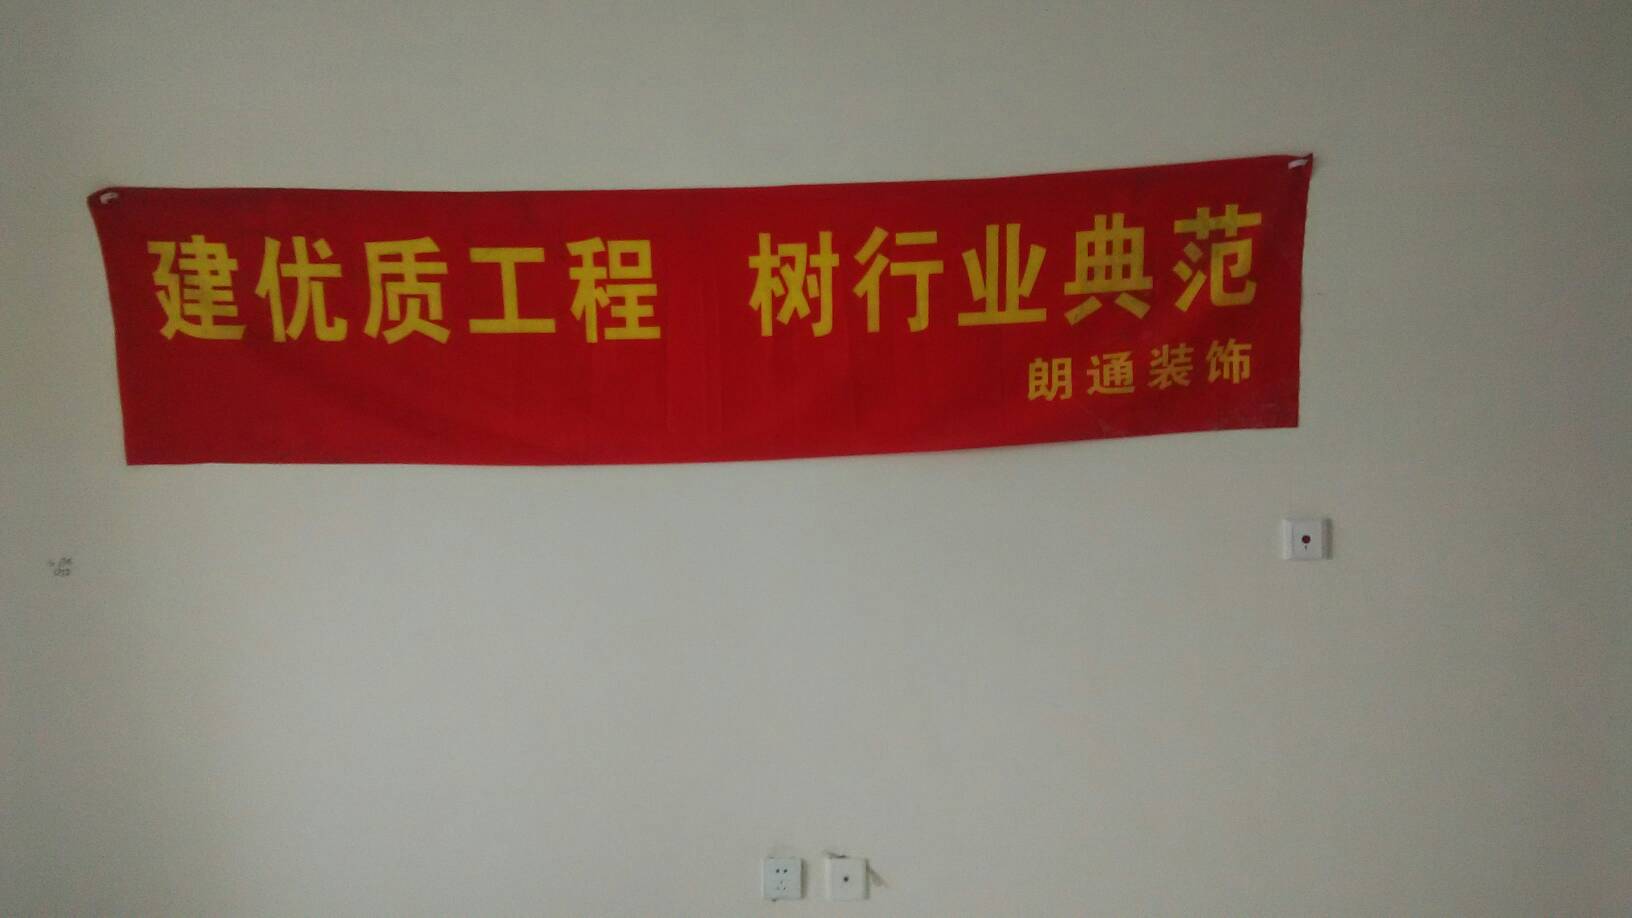 建优质工程 树行业典范
朗通装饰